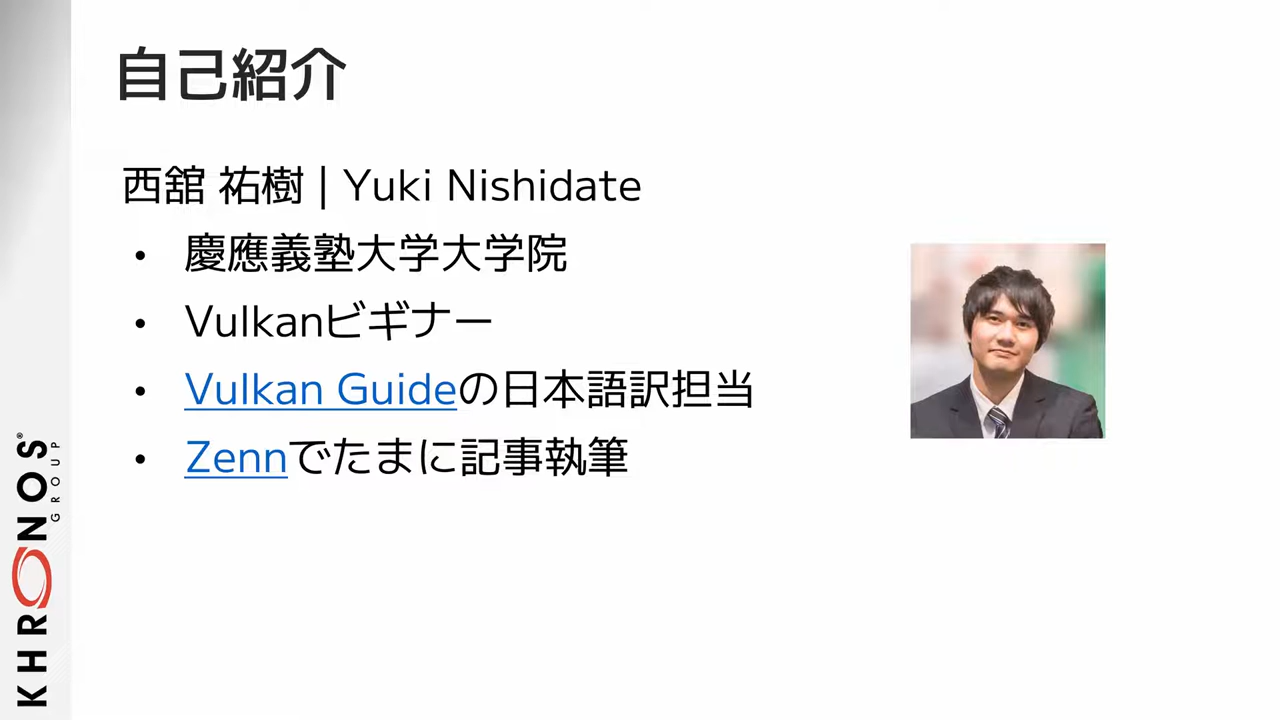 自己紹介
西舘 祐樹 | Yuki Nishidate
• 慶應義塾大学大学院
• Vulkanビギナー
• Vulkan Guideの日本語訳担当
• Zennでたまに記事執筆
KHRONOS®
GROUP